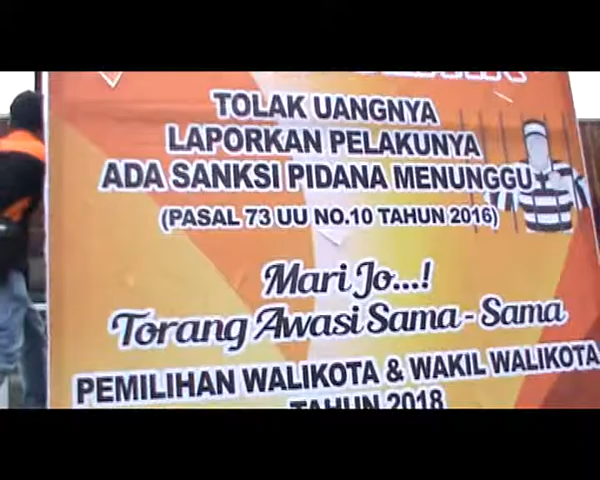 TOLAK UANGNYA
LAPORKAN PELAKUNYA
ADA SANKSI PIDANA MENUNGGU
(PASAL 73 UU NO.10 TAHUN 2016)
Mari Jo...!
Torang Awasi Sama - Sama
PEMILIHAN WALIKOTA & WAKIL WALIKOTA
TAHUN 2018